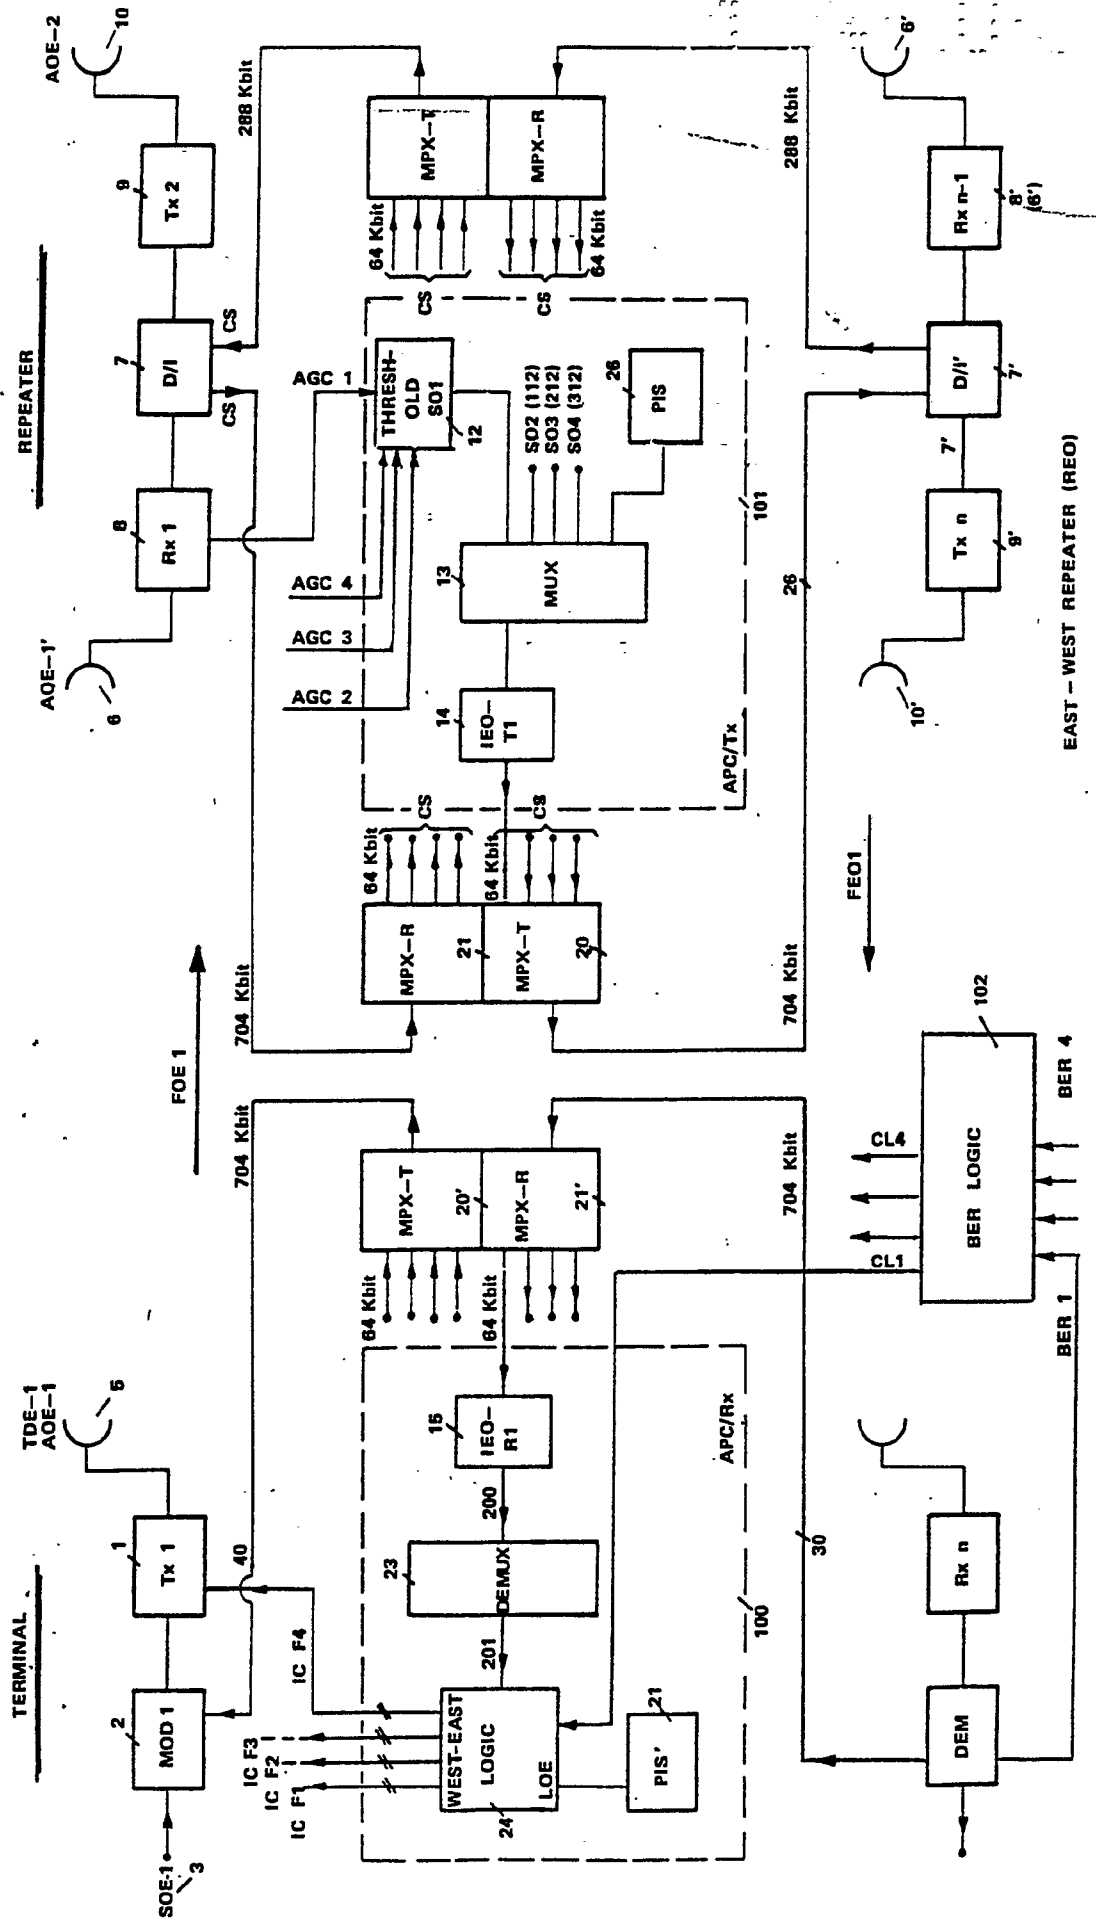 TERMINAL
SOE-1
3
2
MOD 1
1
Tx 1
TDE-1
AOE-1
5
40
IC F1
IC F2
IC F3
IC F4
704 Kbit
FOE 1
WEST-EAST
LOGIC
LOE
24
PIS'
21
201
23
DEMUX
200
15
IEO-
R1
APC/Rx
100
64 Kbit
64 Kbit
MPX-T
20'
MPX-R
21'
CL1
CL4
30
704 Kbit
DEM
Rx n
BER LOGIC
102
BER 1
BER 4
FEO1
REPEATER
AOE-1'
6
8
Rx 1
7
D/I
CS
CS
9
Tx 2
AOE-2
10
704 Kbit
288 Kbit
AGC 2
AGC 3
AGC 4
AGC 1
MPX-R
21
MPX-T
20
64 Kbit
CS
64 Kbit
CS
14
IEO-
T1
13
MUX
THRESH-
OLD
SO1
12
SO2 (112)
SO3 (212)
SO4 (312)
26
PIS
APC/Tx
101
CS
CS
64 Kbit
64 Kbit
MPX-T
MPX-R
704 Kbit
26
288 Kbit
10'
Tx n
9'
7'
D/I'
7'
Rx n-1
8'
(6')
6'
EAST-WEST REPEATER (REO)